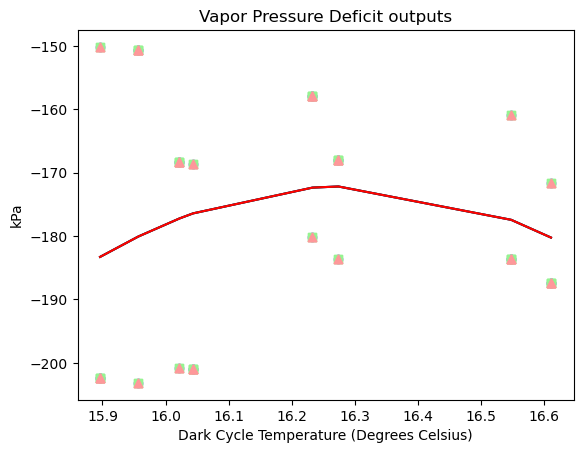 Vapor Pressure Deficit outputs
−150
−160
−170
−180
−190
−200
kPa
15.9 16.0 16.1 16.2 16.3 16.4 16.5 16.6
Dark Cycle Temperature (Degrees Celsius)